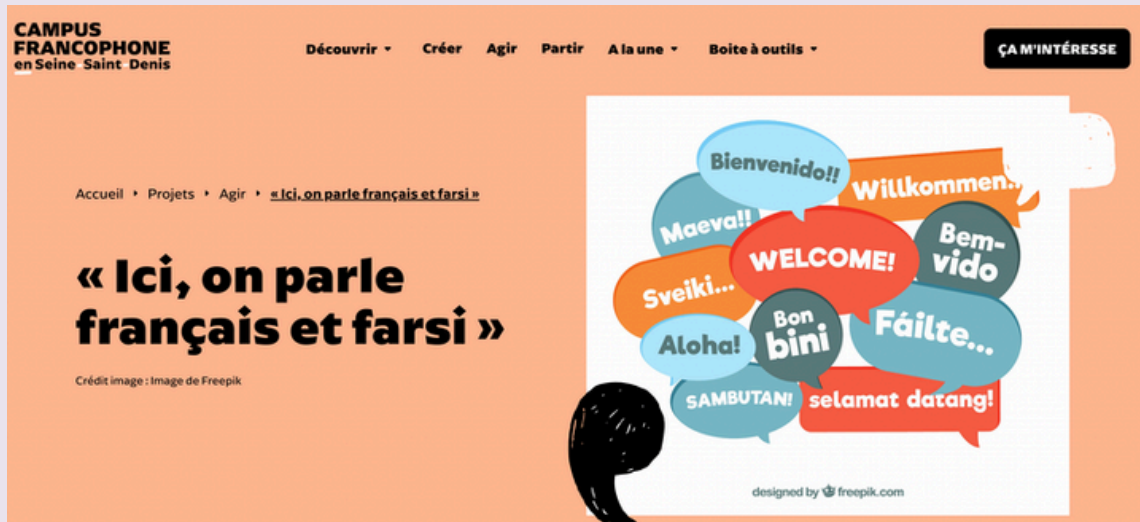 CAMPUS
FRANCOPHONE
en Seine-Saint-Denis
Découvrir
Créer
Agir
Partir
A la une
Boite à outils
ÇA M'INTÉRESSE
Accueil
Projets
Agir
« Ici, on parle français et farsi »
« Ici, on parle
français et farsi »
Crédit image : Image de Freepik
Bienvenido!!
Willkommen..
Maeva!!
WELCOME!
Bem-
vido
Sveiki...
Bon
bini
Fáilte...
Aloha!
SAMBUTAN!
selamat datang!
designed by freepik.com